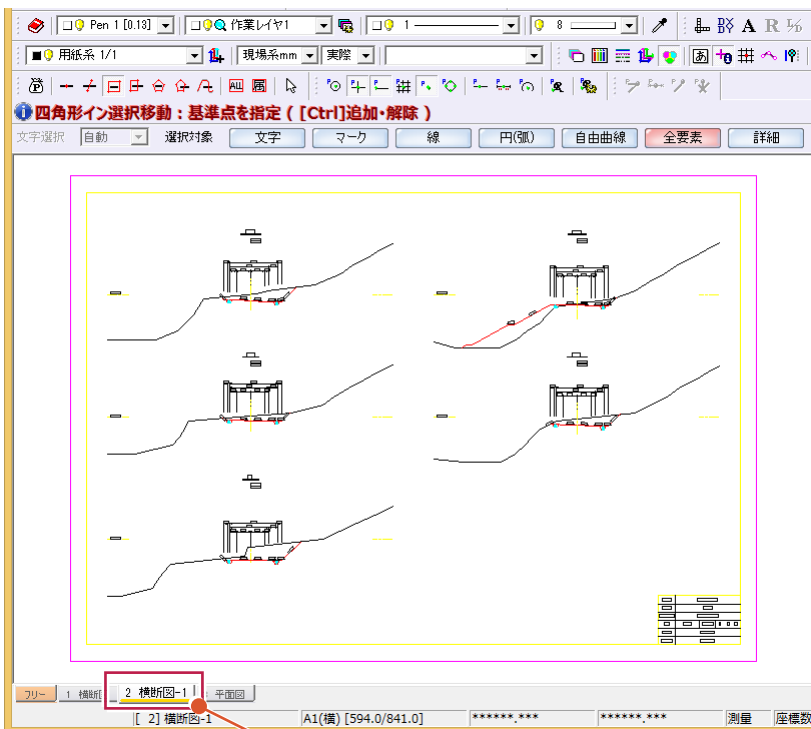 Pen 1 [0.13] 作業レイヤ1 1 8 A R %
用紙系 1/1 現場系mm 実際 あ
ALL
四角形イン選択移動：基準点を指定 ( [Ctrl]追加・解除 )
文字選択 自動 選択対象 文字 マーク 線 円(弧) 自由曲線 全要素 詳細
フリー 1 横断 2 横断図-1 平面図
[ 2] 横断図-1 A1(横) [594.0/841.0] ******.*** ******.*** 測量 座標数